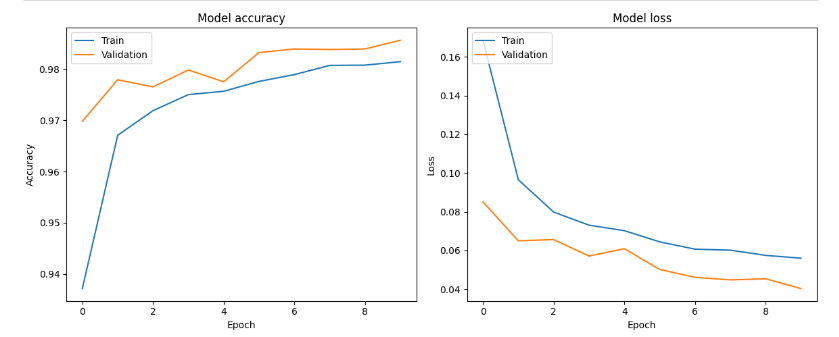 Model accuracy
Train
Validation
0.98
0.97
0.96
0.95
0.94
Accuracy
0 2 4 6 8
Epoch
Model loss
Train
Validation
0.16
0.14
0.12
0.10
0.08
0.06
0.04
Loss
0 2 4 6 8
Epoch